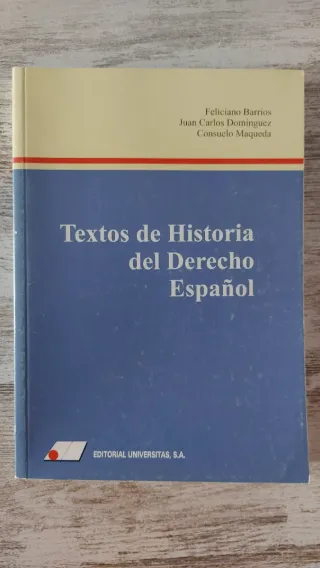 Feliciano Barrios
Juan Carlos Domínguez
Consuelo Maqueda
Textos de Historia
del Derecho
Español
EDITORIAL UNIVERSITAS, S.A.